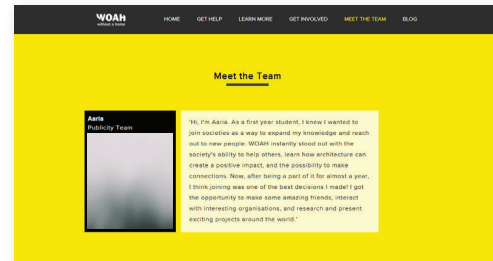 WOAH
without a home
HOME GET HELP LEARN MORE GET INVOLVED MEET THE TEAM BLOG
Meet the Team
Aaria
Publicity Team
'Hi, I'm Aaria. As a first year student, I knew I wanted to
join societies as a way to expand my knowledge and reach
out to new people. WOAH instantly stood out with the
society's ability to help others, learn how architecture can
create a positive impact, and the possibility to make
connections. Now, after being a part of it for almost a year,
I think joining was one of the best decisions I made! I got
the opportunity to make some amazing friends, interact
with interesting organisations, and research and present
exciting projects around the world.'